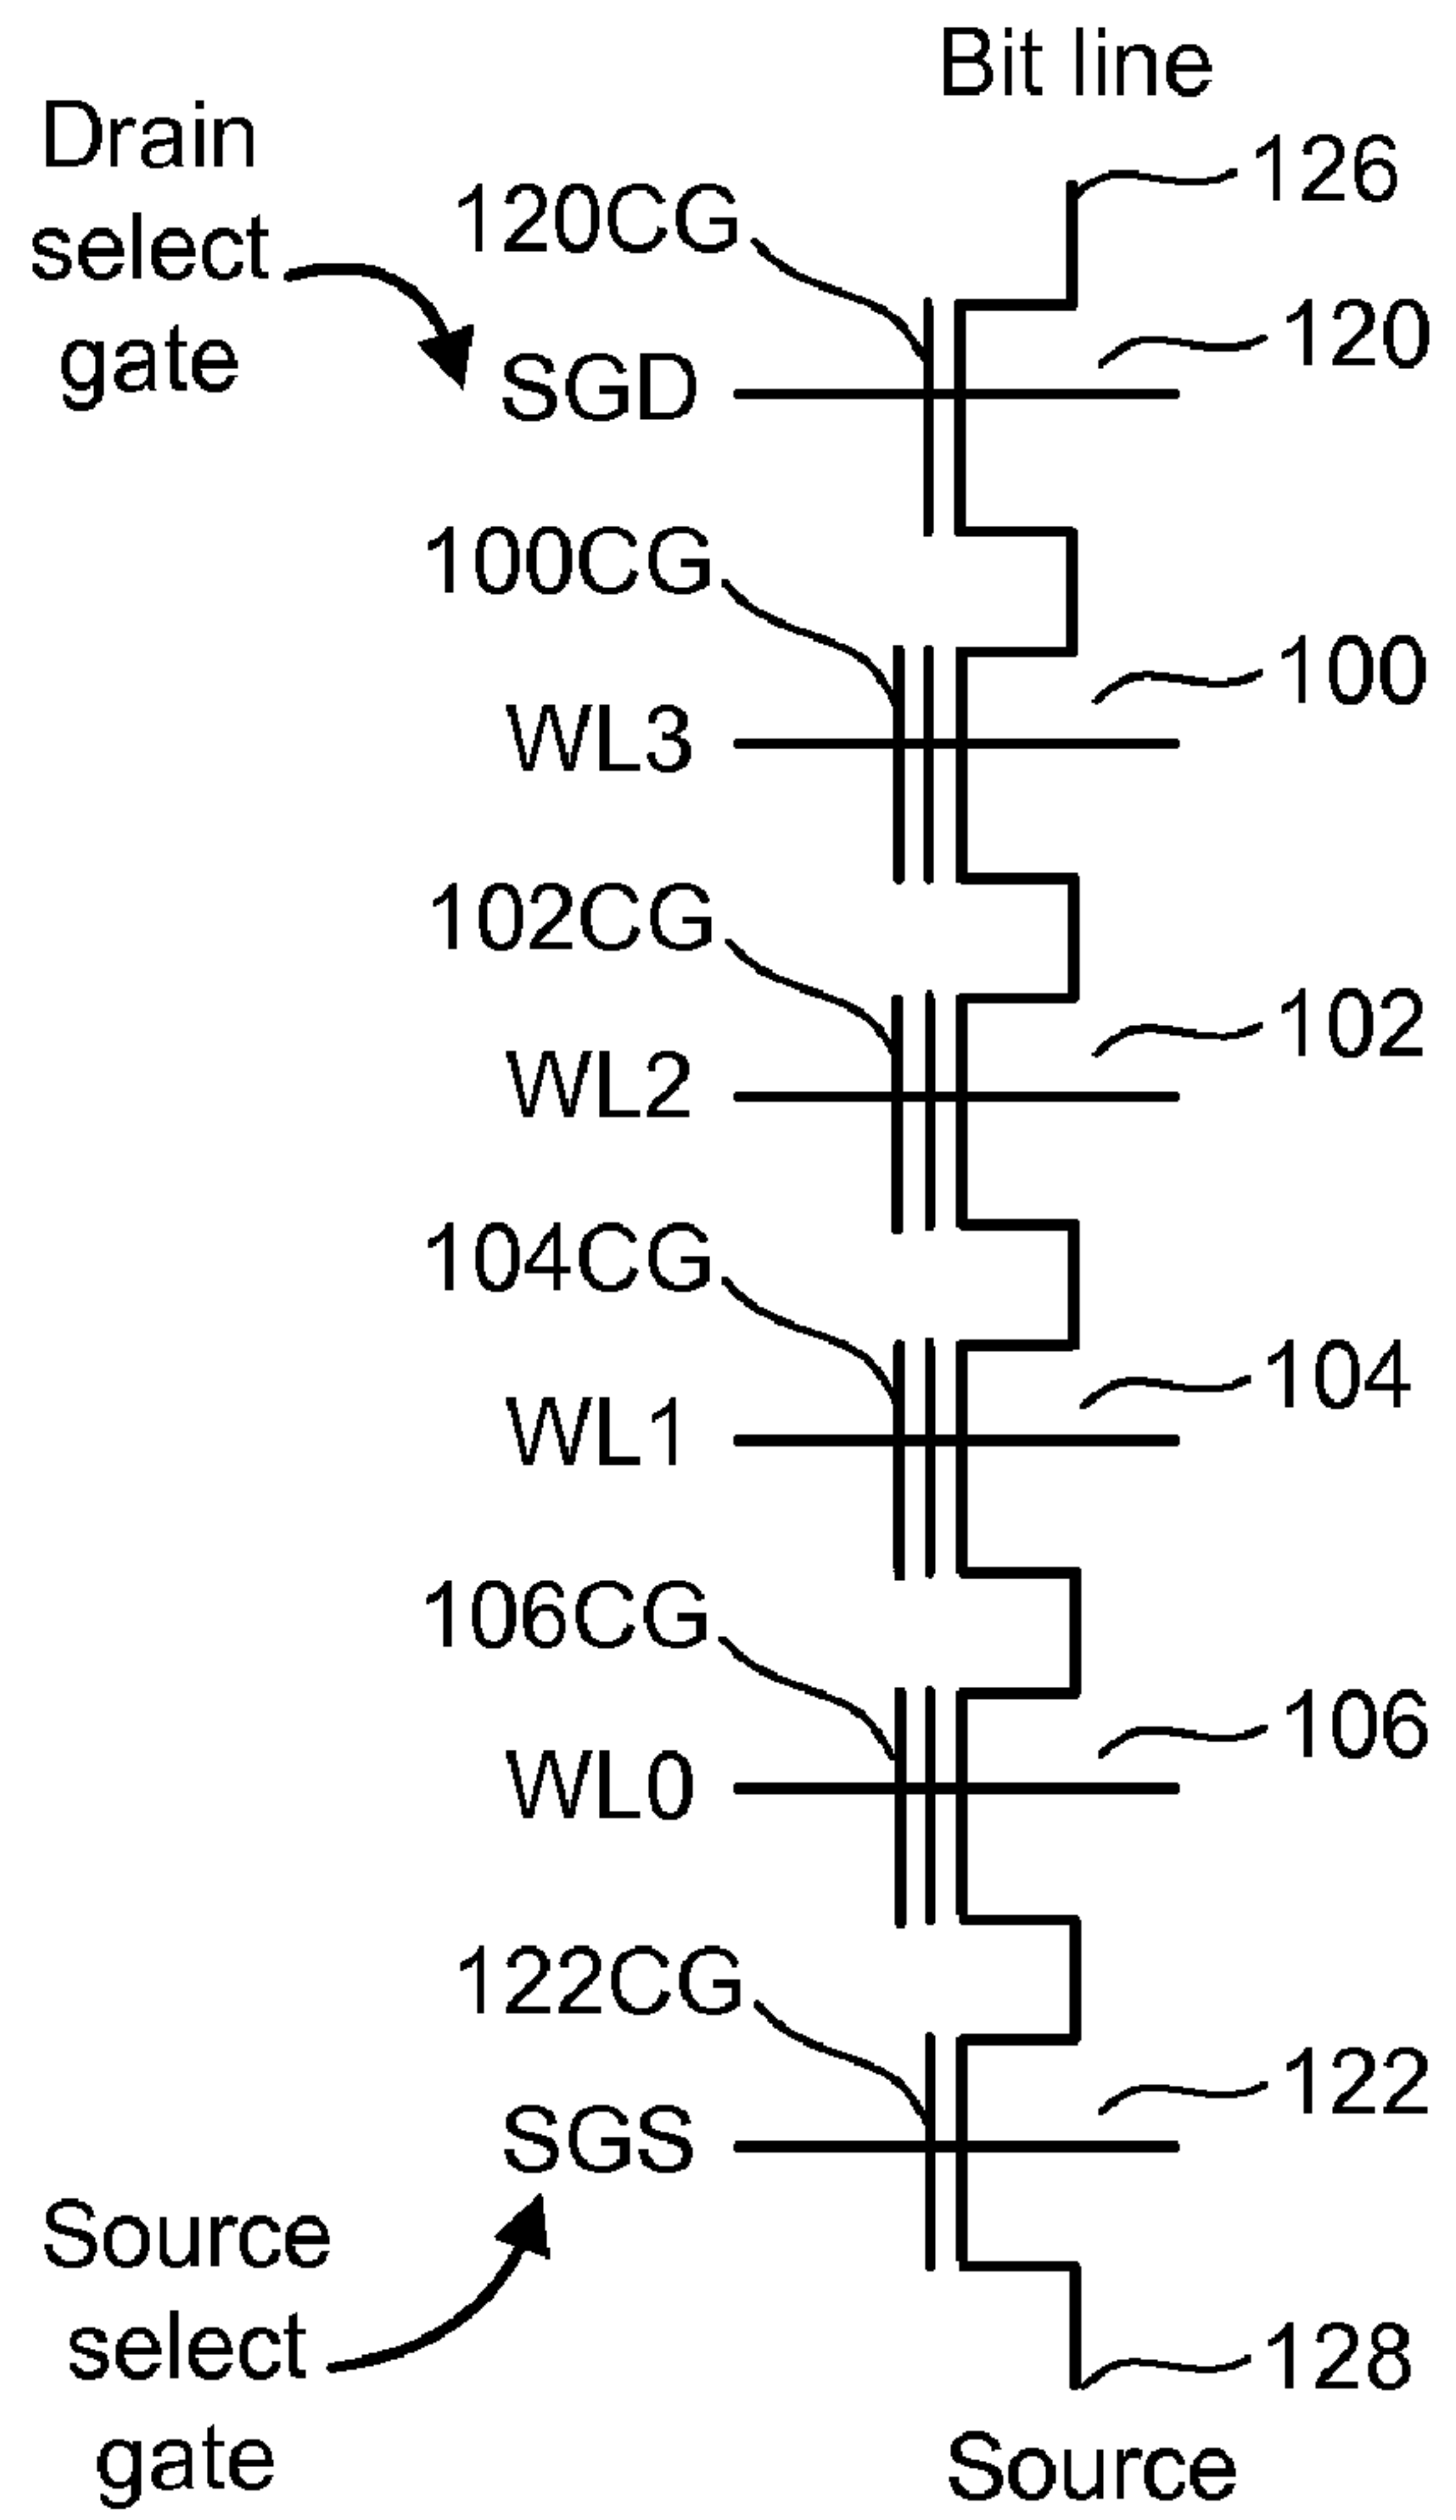 Bit line
126
Drain
select
gate
120CG
120
SGD
100CG
100
WL3
102CG
102
WL2
104CG
104
WL1
106CG
106
WL0
122CG
122
SGS
Source
select
gate
128
Source